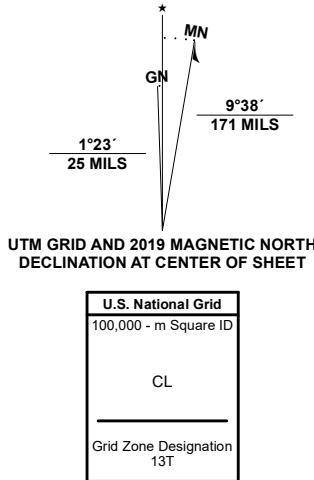 ★
MN
GN
9°38´
171 MILS
1°23´
25 MILS
UTM GRID AND 2019 MAGNETIC NORTH
DECLINATION AT CENTER OF SHEET
U.S. National Grid
100,000 - m Square ID
CL
Grid Zone Designation
13T